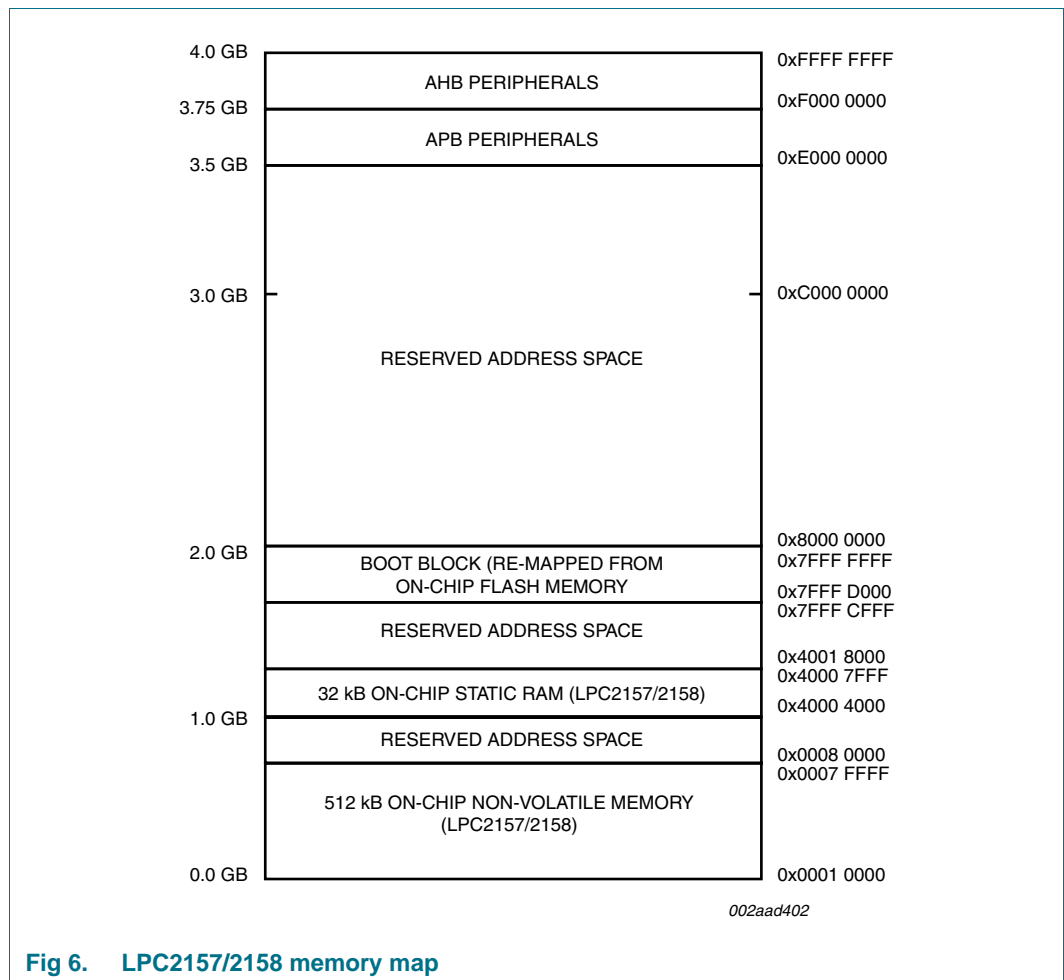 4.0 GB
0xFFFF FFFF
AHB PERIPHERALS
3.75 GB
0xF000 0000
APB PERIPHERALS
3.5 GB
0xE000 0000
3.0 GB
0xC000 0000
RESERVED ADDRESS SPACE
0x8000 0000
2.0 GB
0x7FFF FFFF
BOOT BLOCK (RE-MAPPED FROM
ON-CHIP FLASH MEMORY
0x7FFF D000
0x7FFF CFFF
RESERVED ADDRESS SPACE
0x4001 8000
0x4000 7FFF
32 kB ON-CHIP STATIC RAM (LPC2157/2158)
0x4000 4000
1.0 GB
RESERVED ADDRESS SPACE
0x0008 0000
0x0007 FFFF
512 kB ON-CHIP NON-VOLATILE MEMORY
(LPC2157/2158)
0.0 GB
0x0001 0000
002aad402
Fig 6. LPC2157/2158 memory map